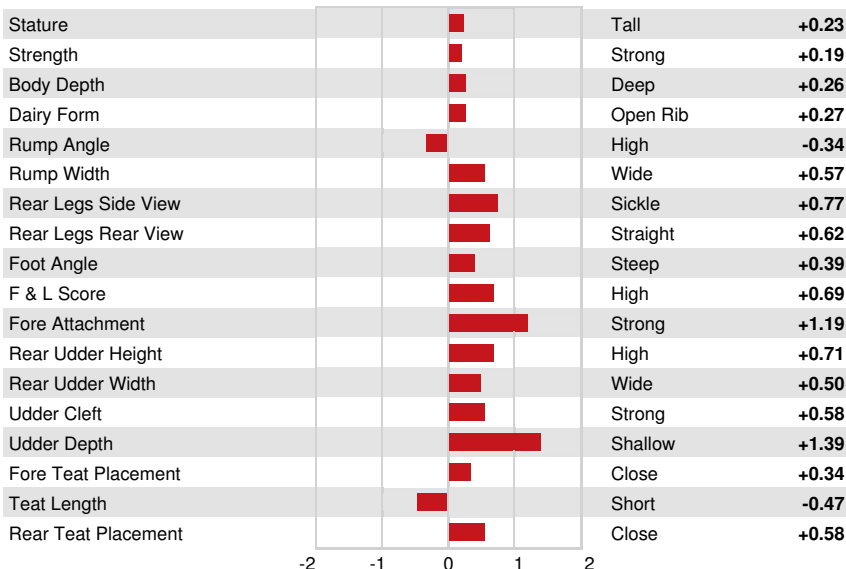 Stature Tall +0.23
Strength Strong +0.19
Body Depth Deep +0.26
Dairy Form Open Rib +0.27
Rump Angle High -0.34
Rump Width Wide +0.57
Rear Legs Side View Sickle +0.77
Rear Legs Rear View Straight +0.62
Foot Angle Steep +0.39
F & L Score High +0.69
Fore Attachment Strong +1.19
Rear Udder Height High +0.71
Rear Udder Width Wide +0.50
Udder Cleft Strong +0.58
Udder Depth Shallow +1.39
Fore Teat Placement Close +0.34
Teat Length Short -0.47
Rear Teat Placement Close +0.58
-2 -1 0 1 2